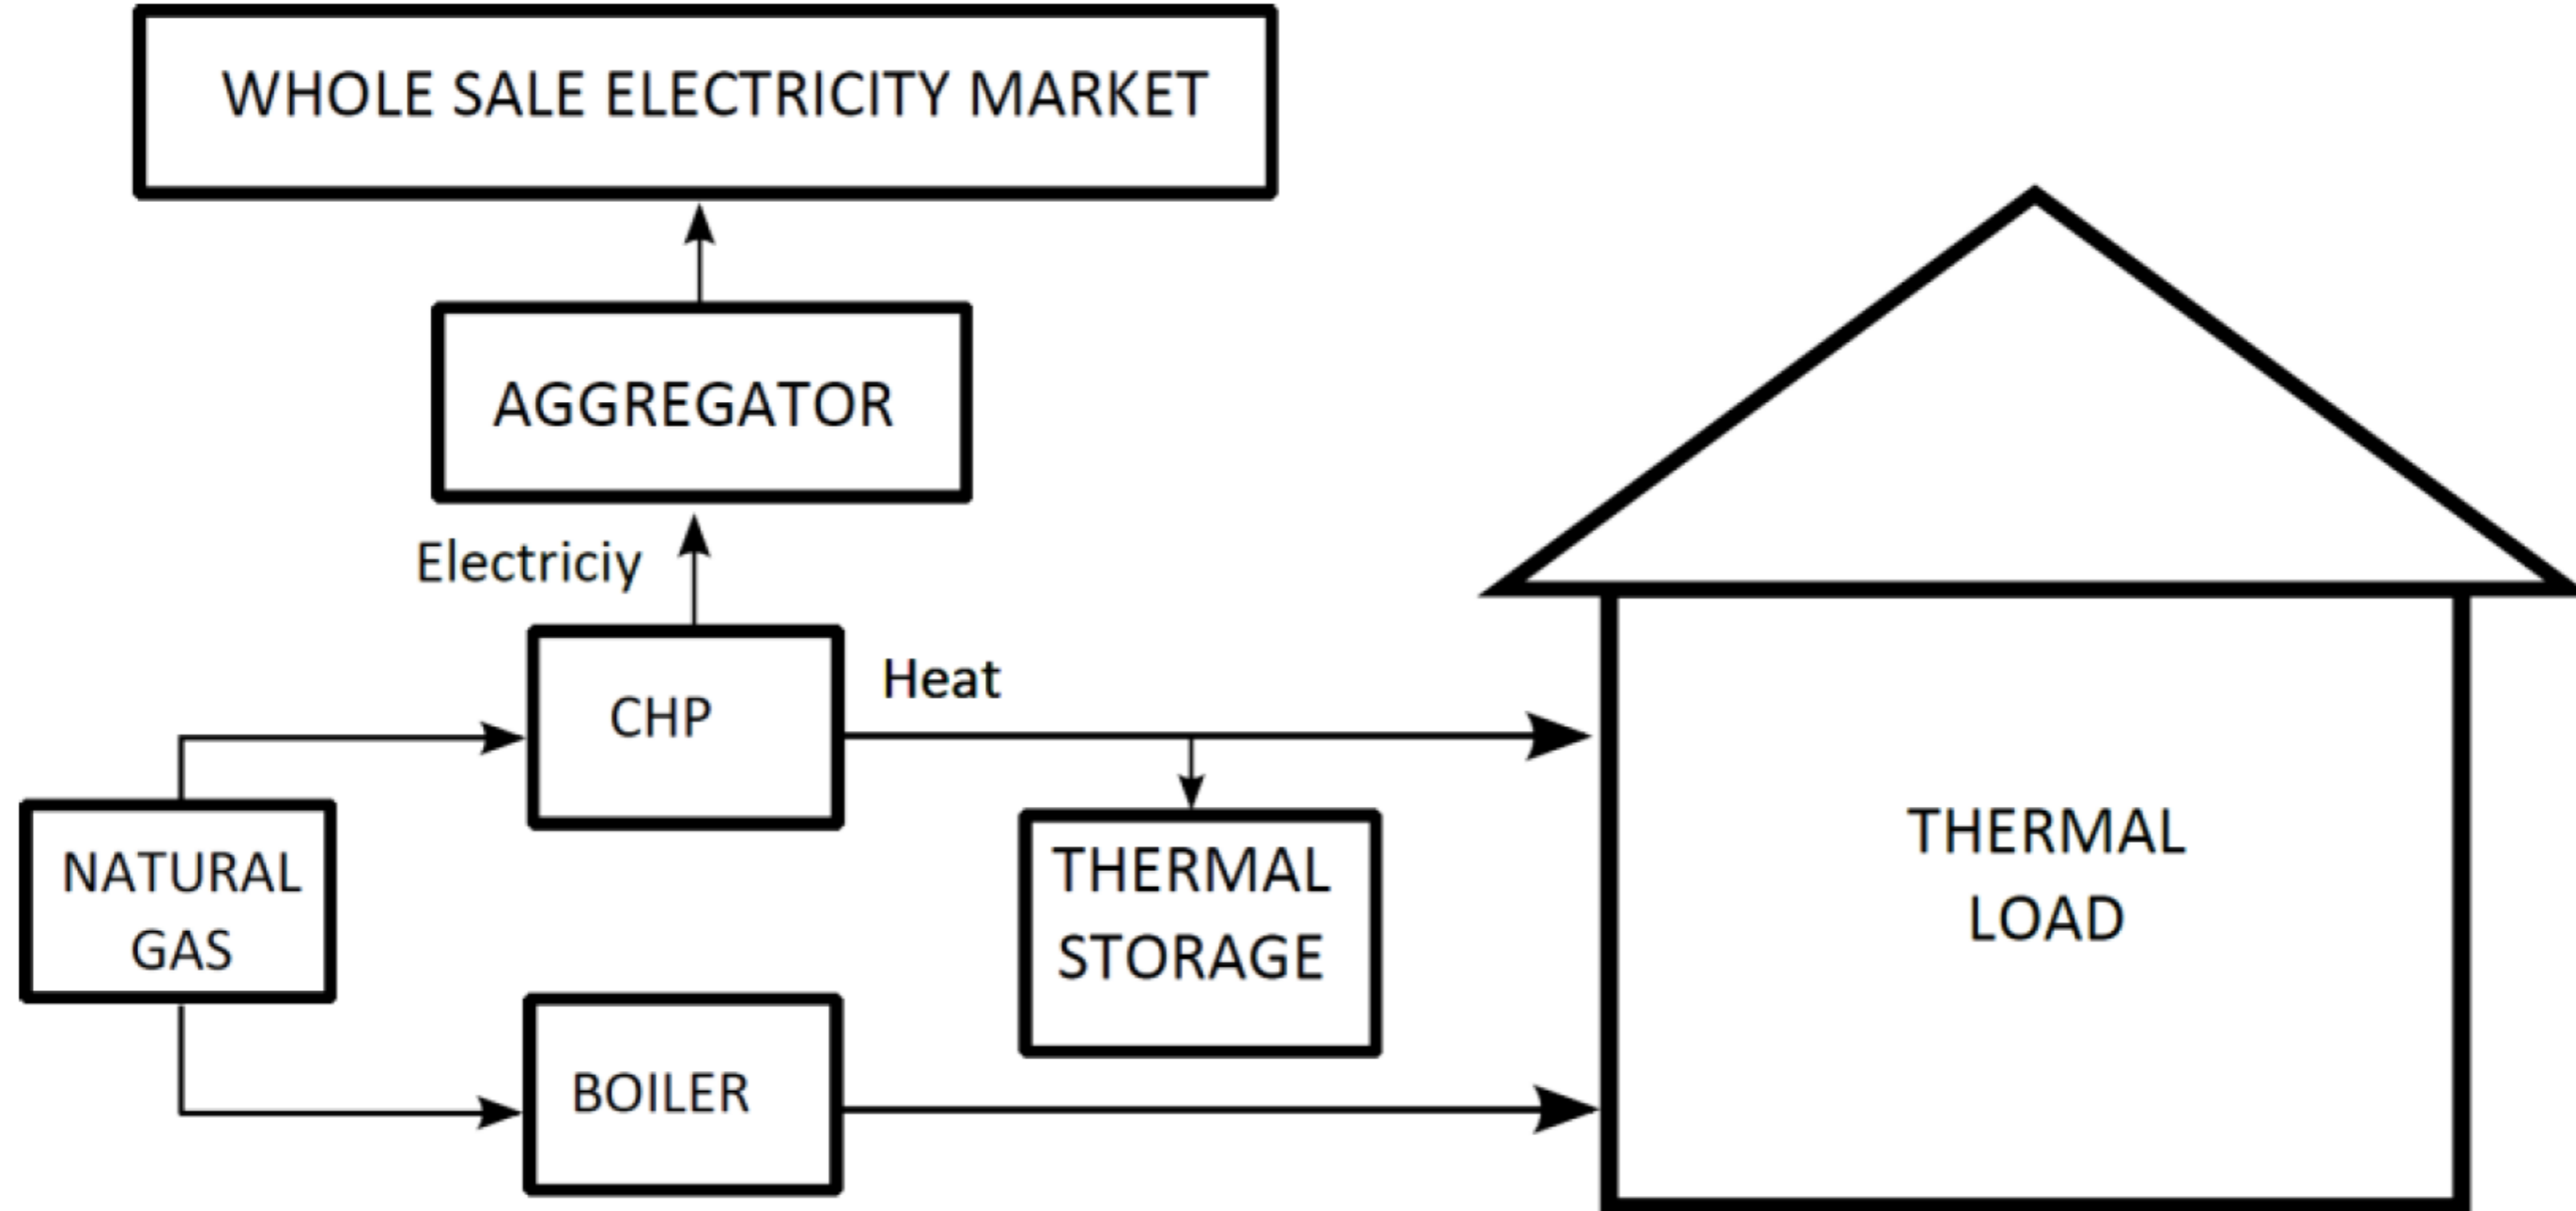 WHOLE SALE ELECTRICITY MARKET
AGGREGATOR
Electriciy
CHP
Heat
NATURAL
GAS
THERMAL
STORAGE
THERMAL
LOAD
BOILER